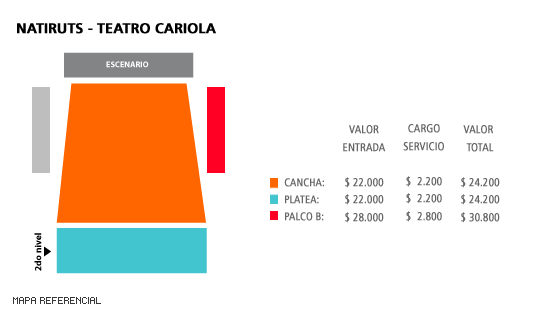 NATIRUTS - TEATRO CARIOLA
ESCENARIO
VALOR ENTRADA
CARGO SERVICIO
VALOR TOTAL
CANCHA: $ 22.000 $ 2.200 $ 24.200
PLATEA: $ 22.000 $ 2.200 $ 24.200
PALCO B: $ 28.000 $ 2.800 $ 30.800
2do nivel
MAPA REFERENCIAL